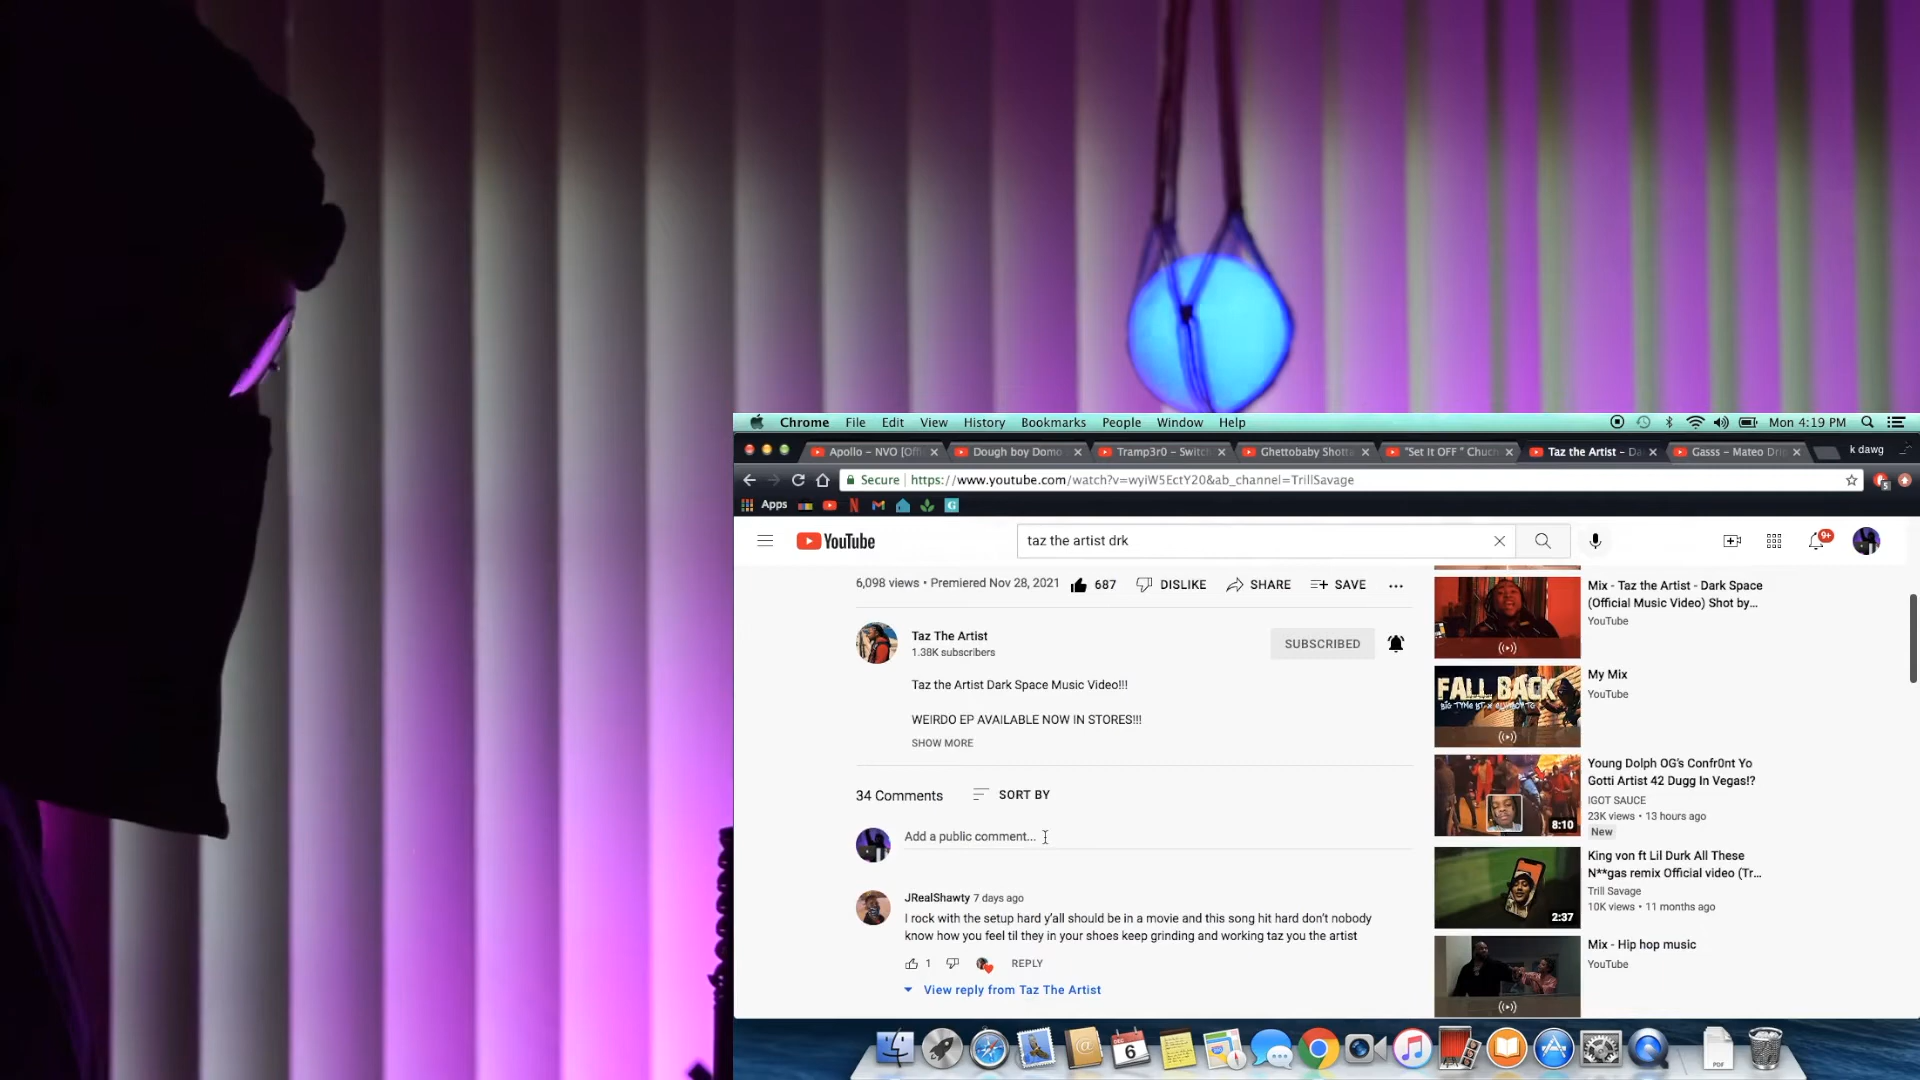 Chrome File Edit View History Bookmarks People Window Help Mon 4:19 PM
Apollo – NVO [Offi Dough boy Domo Tramp3r0 – Switch Ghettobaby Shotta "Set It OFF " Chuch Taz the Artist – Da Gasss – Mateo Drip k dawg
Secure https://www.youtube.com/watch?v=wyiW5EctY20&ab_channel=TrillSavage
Apps
YouTube
taz the artist drk
9+
6,098 views • Premiered Nov 28, 2021 687 DISLIKE SHARE SAVE
Taz The Artist
1.38K subscribers
SUBSCRIBED
Taz the Artist Dark Space Music Video!!!
WEIRDO EP AVAILABLE NOW IN STORES!!!
SHOW MORE
34 Comments SORT BY
Add a public comment...
JRealShawty 7 days ago
I rock with the setup hard y'all should be in a movie and this song hit hard don't nobody
know how you feel til they in your shoes keep grinding and working taz you the artist
1 REPLY
View reply from Taz The Artist
Mix - Taz the Artist - Dark Space
(Official Music Video) Shot by...
YouTube
FALL BACK
My Mix
YouTube
8:10
Young Dolph OG's Confr0nt Yo
Gotti Artist 42 Dugg In Vegas!?
IGOT SAUCE
23K views • 13 hours ago
New
2:37
King von ft Lil Durk All These
N**gas remix Official video (Tr...
Trill Savage
10K views • 11 months ago
Mix - Hip hop music
YouTube
DEC
6
PDF